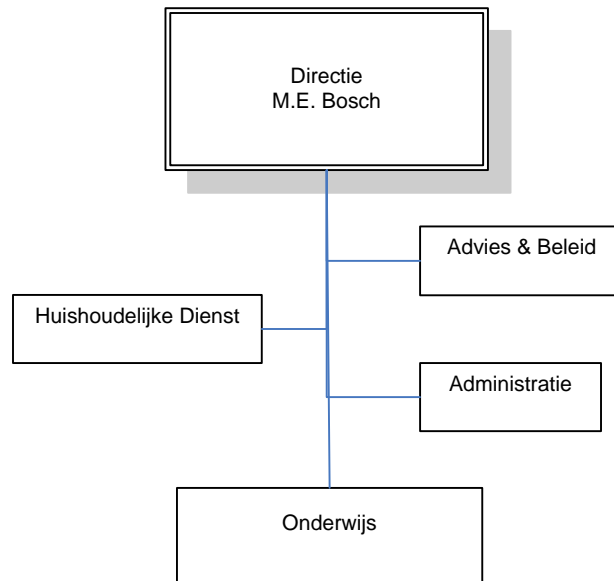 Directie
M.E. Bosch
Advies & Beleid
Huishoudelijke Dienst
Administratie
Onderwijs